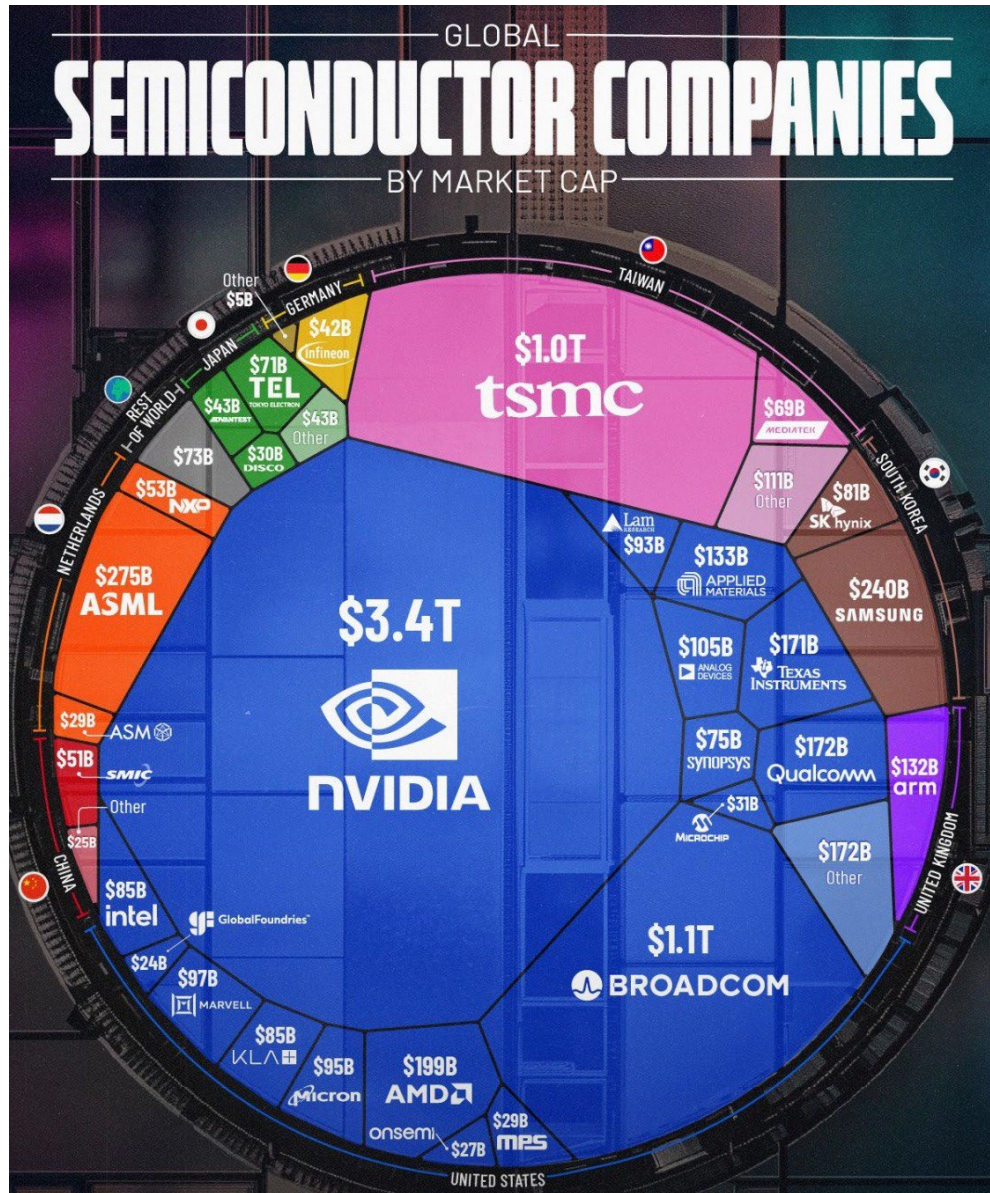 GLOBAL
SEMICONDUCTOR COMPANIES
BY MARKET CAP
TAIWAN
$1.0T
tsmc
$69B
MEDIATEK
$111B
Other
SOUTH KOREA
$81B
SK hynix
$240B
SAMSUNG
GERMANY
Other
$5B
$42B
Infineon
JAPAN
$71B
TEL
TOKYO ELECTRON
$43B
ADVANTEST
$43B
Other
$30B
DISCO
REST
OF WORLD
$73B
NETHERLANDS
$53B
NXP
$275B
ASML
$29B
ASM
CHINA
$51B
SMIC
Other
$25B
UNITED KINGDOM
$132B
arm
UNITED STATES
$3.4T
NVIDIA
Lam
RESEARCH
$93B
$133B
APPLIED
MATERIALS
$105B
ANALOG
DEVICES
$171B
TEXAS
INSTRUMENTS
$75B
SYNOPSYS
$172B
Qualcomm
$31B
MICROCHIP
$172B
Other
$1.1T
BROADCOM
$85B
intel
GlobalFoundries™
$24B
$97B
MARVELL
$85B
KLA
$95B
Micron
$199B
AMD
onsemi
$27B
$29B
mps